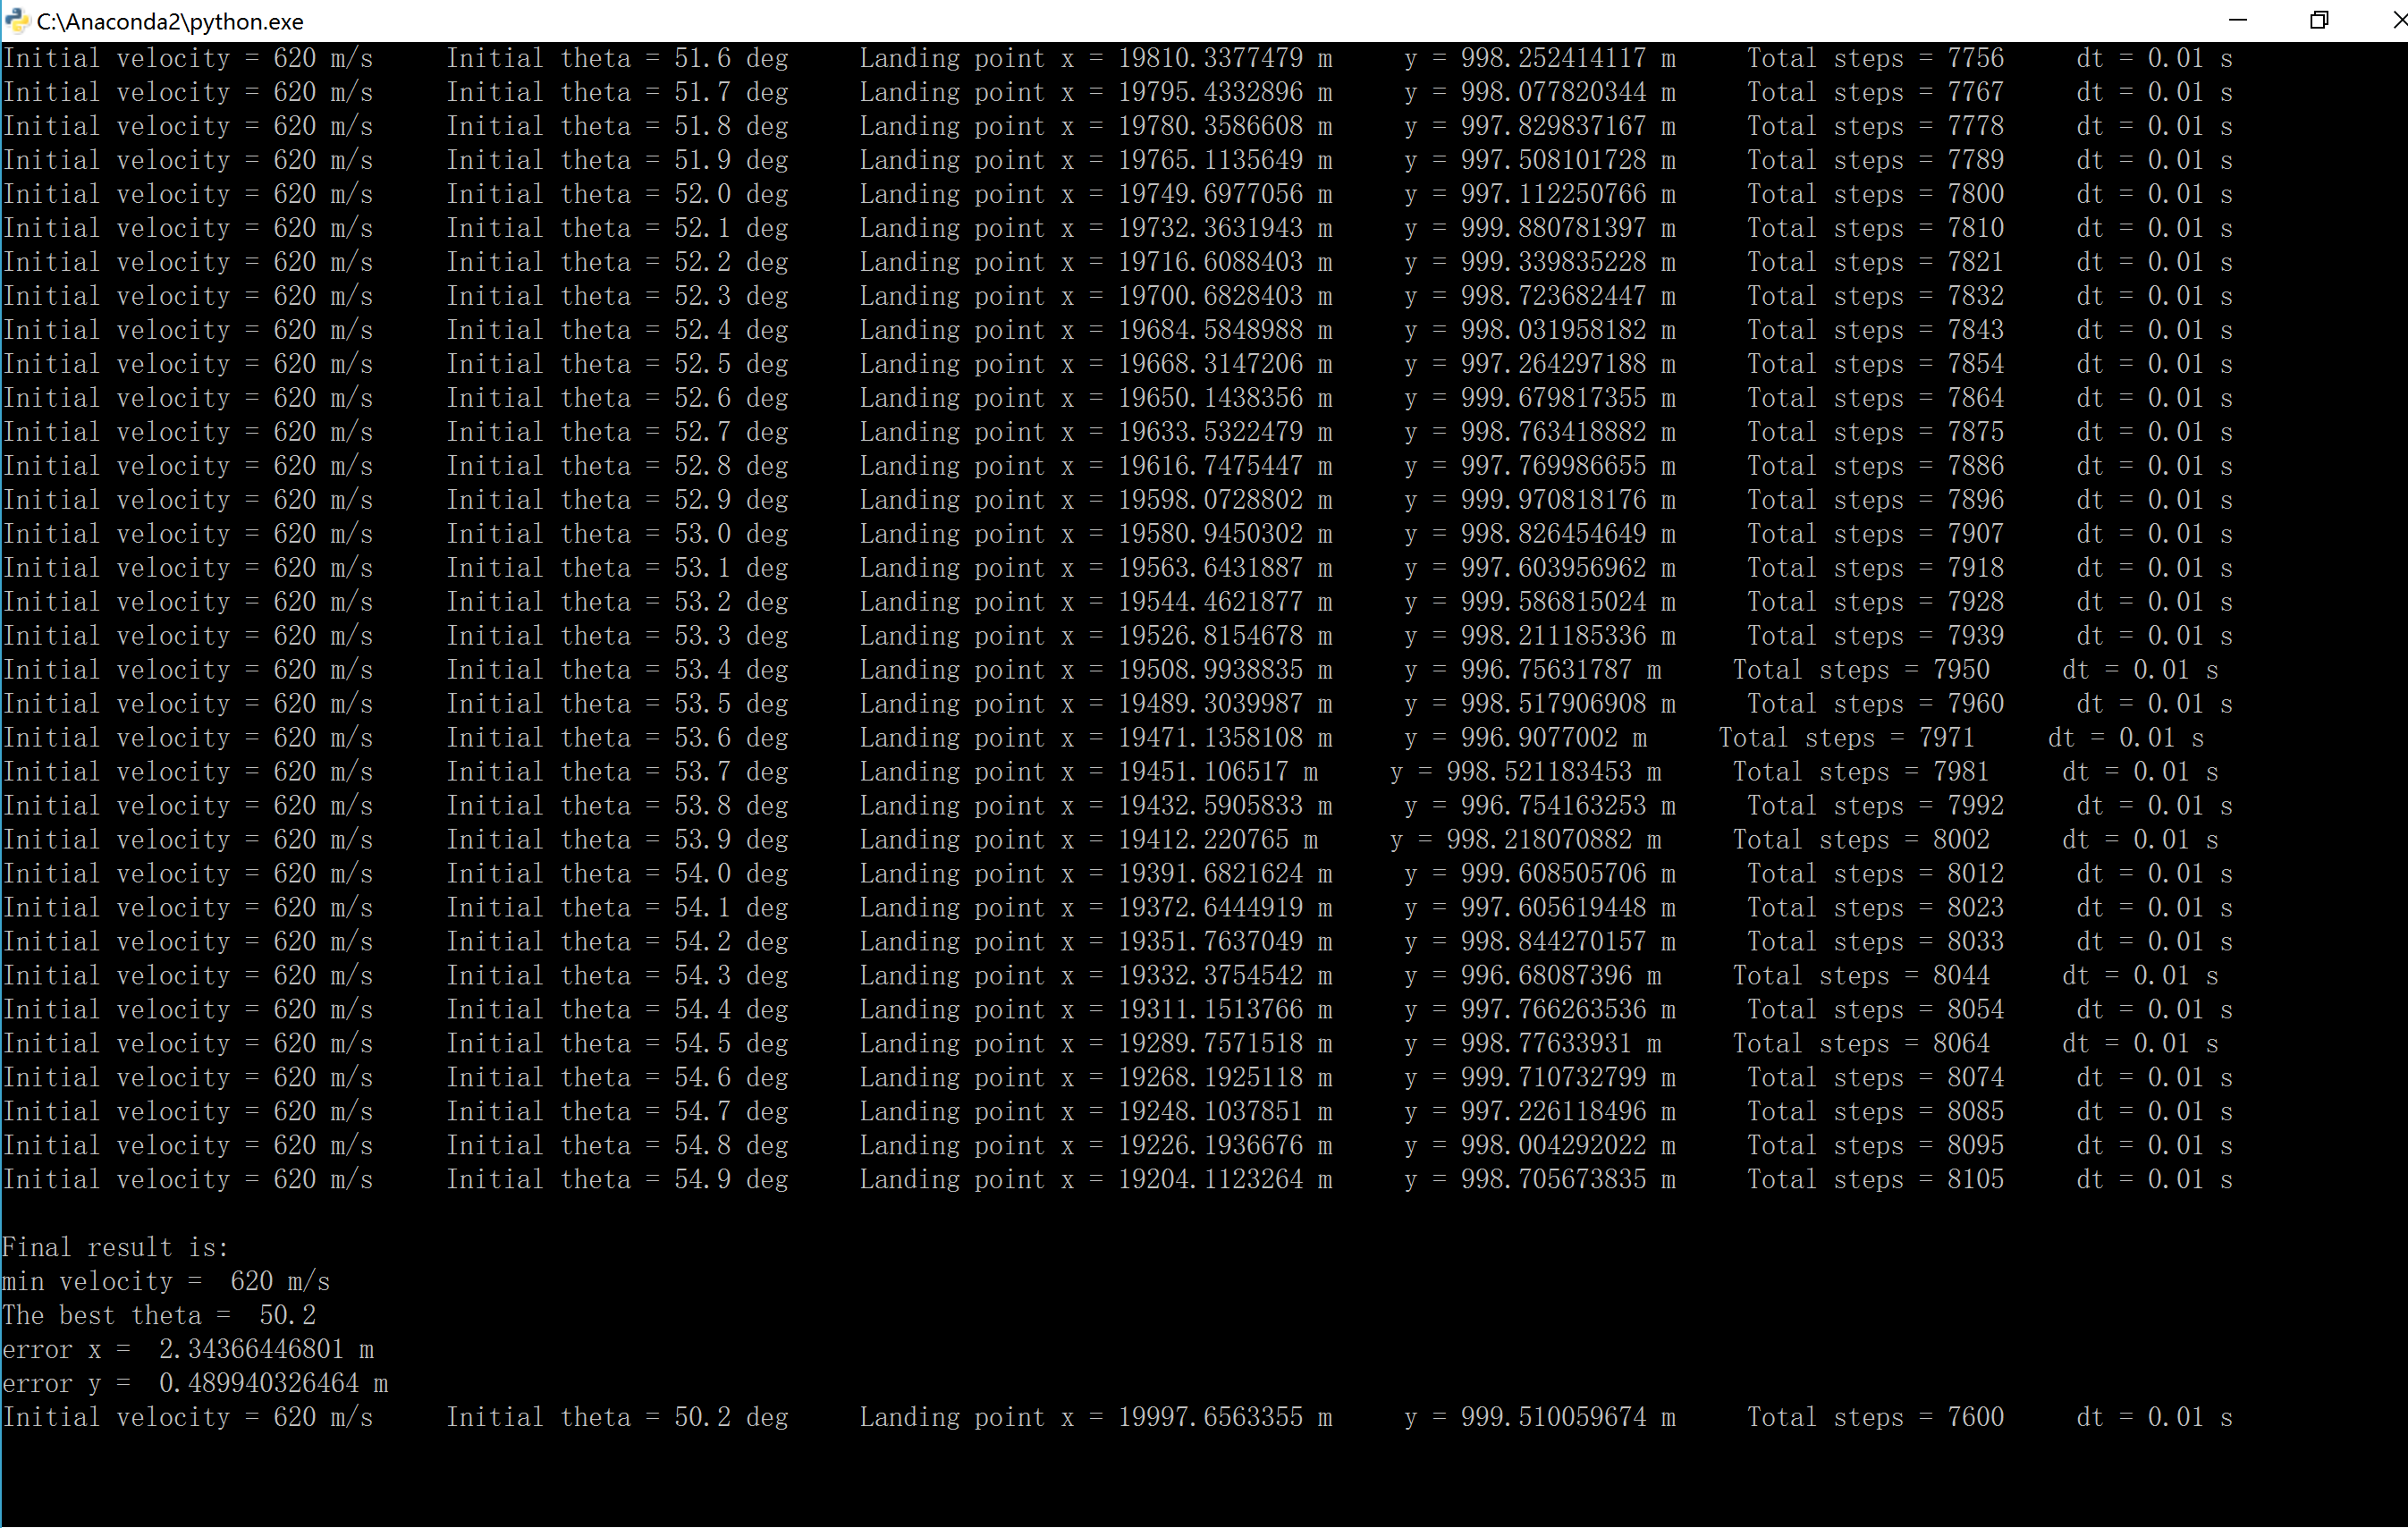 C:\Anaconda2\python.exe
Initial velocity = 620 m/s     Initial theta = 51.6 deg     Landing point x = 19810.3377479 m     y = 998.252414117 m     Total steps = 7756     dt = 0.01 s
Initial velocity = 620 m/s     Initial theta = 51.7 deg     Landing point x = 19795.4332896 m     y = 998.077820344 m     Total steps = 7767     dt = 0.01 s
Initial velocity = 620 m/s     Initial theta = 51.8 deg     Landing point x = 19780.3586608 m     y = 997.829837167 m     Total steps = 7778     dt = 0.01 s
Initial velocity = 620 m/s     Initial theta = 51.9 deg     Landing point x = 19765.1135649 m     y = 997.508101728 m     Total steps = 7789     dt = 0.01 s
Initial velocity = 620 m/s     Initial theta = 52.0 deg     Landing point x = 19749.6977056 m     y = 997.112250766 m     Total steps = 7800     dt = 0.01 s
Initial velocity = 620 m/s     Initial theta = 52.1 deg     Landing point x = 19732.3631943 m     y = 999.880781397 m     Total steps = 7810     dt = 0.01 s
Initial velocity = 620 m/s     Initial theta = 52.2 deg     Landing point x = 19716.6088403 m     y = 999.339835228 m     Total steps = 7821     dt = 0.01 s
Initial velocity = 620 m/s     Initial theta = 52.3 deg     Landing point x = 19700.6828403 m     y = 998.723682447 m     Total steps = 7832     dt = 0.01 s
Initial velocity = 620 m/s     Initial theta = 52.4 deg     Landing point x = 19684.5848988 m     y = 998.031958182 m     Total steps = 7843     dt = 0.01 s
Initial velocity = 620 m/s     Initial theta = 52.5 deg     Landing point x = 19668.3147206 m     y = 997.264297188 m     Total steps = 7854     dt = 0.01 s
Initial velocity = 620 m/s     Initial theta = 52.6 deg     Landing point x = 19650.1438356 m     y = 999.679817355 m     Total steps = 7864     dt = 0.01 s
Initial velocity = 620 m/s     Initial theta = 52.7 deg     Landing point x = 19633.5322479 m     y = 998.763418882 m     Total steps = 7875     dt = 0.01 s
Initial velocity = 620 m/s     Initial theta = 52.8 deg     Landing point x = 19616.7475447 m     y = 997.769986655 m     Total steps = 7886     dt = 0.01 s
Initial velocity = 620 m/s     Initial theta = 52.9 deg     Landing point x = 19598.0728802 m     y = 999.970818176 m     Total steps = 7896     dt = 0.01 s
Initial velocity = 620 m/s     Initial theta = 53.0 deg     Landing point x = 19580.9450302 m     y = 998.826454649 m     Total steps = 7907     dt = 0.01 s
Initial velocity = 620 m/s     Initial theta = 53.1 deg     Landing point x = 19563.6431887 m     y = 997.603956962 m     Total steps = 7918     dt = 0.01 s
Initial velocity = 620 m/s     Initial theta = 53.2 deg     Landing point x = 19544.4621877 m     y = 999.586815024 m     Total steps = 7928     dt = 0.01 s
Initial velocity = 620 m/s     Initial theta = 53.3 deg     Landing point x = 19526.8154678 m     y = 998.211185336 m     Total steps = 7939     dt = 0.01 s
Initial velocity = 620 m/s     Initial theta = 53.4 deg     Landing point x = 19508.9938835 m     y = 996.75631787 m     Total steps = 7950     dt = 0.01 s
Initial velocity = 620 m/s     Initial theta = 53.5 deg     Landing point x = 19489.3039987 m     y = 998.517906908 m     Total steps = 7960     dt = 0.01 s
Initial velocity = 620 m/s     Initial theta = 53.6 deg     Landing point x = 19471.1358108 m     y = 996.9077002 m     Total steps = 7971     dt = 0.01 s
Initial velocity = 620 m/s     Initial theta = 53.7 deg     Landing point x = 19451.106517 m     y = 998.521183453 m     Total steps = 7981     dt = 0.01 s
Initial velocity = 620 m/s     Initial theta = 53.8 deg     Landing point x = 19432.5905833 m     y = 996.754163253 m     Total steps = 7992     dt = 0.01 s
Initial velocity = 620 m/s     Initial theta = 53.9 deg     Landing point x = 19412.220765 m     y = 998.218070882 m     Total steps = 8002     dt = 0.01 s
Initial velocity = 620 m/s     Initial theta = 54.0 deg     Landing point x = 19391.6821624 m     y = 999.608505706 m     Total steps = 8012     dt = 0.01 s
Initial velocity = 620 m/s     Initial theta = 54.1 deg     Landing point x = 19372.6444919 m     y = 997.605619448 m     Total steps = 8023     dt = 0.01 s
Initial velocity = 620 m/s     Initial theta = 54.2 deg     Landing point x = 19351.7637049 m     y = 998.844270157 m     Total steps = 8033     dt = 0.01 s
Initial velocity = 620 m/s     Initial theta = 54.3 deg     Landing point x = 19332.3754542 m     y = 996.68087396 m     Total steps = 8044     dt = 0.01 s
Initial velocity = 620 m/s     Initial theta = 54.4 deg     Landing point x = 19311.1513766 m     y = 997.766263536 m     Total steps = 8054     dt = 0.01 s
Initial velocity = 620 m/s     Initial theta = 54.5 deg     Landing point x = 19289.7571518 m     y = 998.77633931 m     Total steps = 8064     dt = 0.01 s
Initial velocity = 620 m/s     Initial theta = 54.6 deg     Landing point x = 19268.1925118 m     y = 999.710732799 m     Total steps = 8074     dt = 0.01 s
Initial velocity = 620 m/s     Initial theta = 54.7 deg     Landing point x = 19248.1037851 m     y = 997.226118496 m     Total steps = 8085     dt = 0.01 s
Initial velocity = 620 m/s     Initial theta = 54.8 deg     Landing point x = 19226.1936676 m     y = 998.004292022 m     Total steps = 8095     dt = 0.01 s
Initial velocity = 620 m/s     Initial theta = 54.9 deg     Landing point x = 19204.1123264 m     y = 998.705673835 m     Total steps = 8105     dt = 0.01 s
Final result is:
min velocity =  620 m/s
The best theta =  50.2
error x =  2.34366446801 m
error y =  0.489940326464 m
Initial velocity = 620 m/s     Initial theta = 50.2 deg     Landing point x = 19997.6563355 m     y = 999.510059674 m     Total steps = 7600     dt = 0.01 s